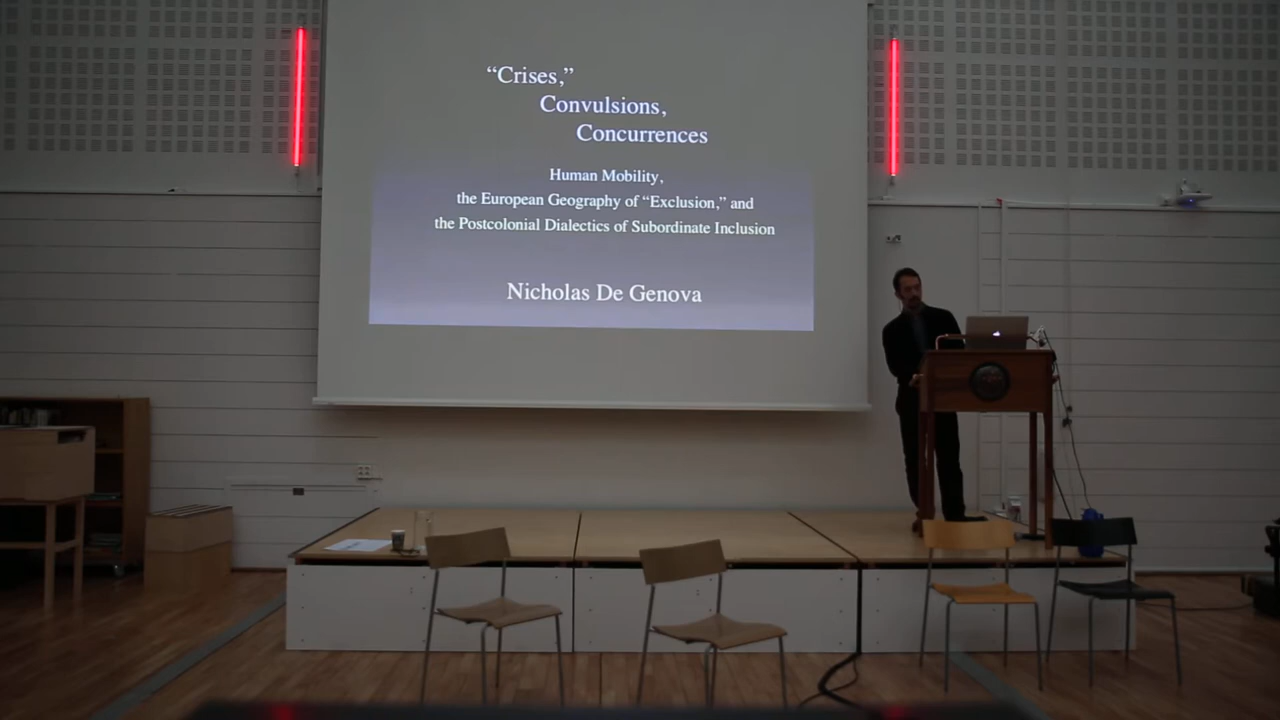 “Crises,”
Convulsions,
Concurrences
Human Mobility,
the European Geography of “Exclusion,” and
the Postcolonial Dialectics of Subordinate Inclusion
Nicholas De Genova